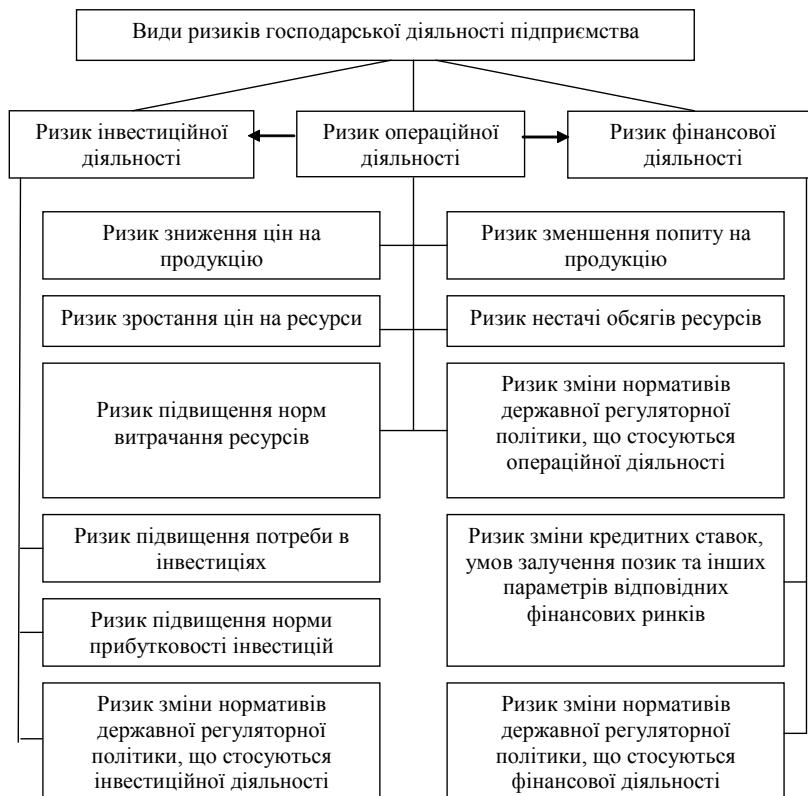 Види ризиків господарської діяльності підприємства
Ризик інвестиційної
діяльності
Ризик операційної
діяльності
Ризик фінансової
діяльності
Ризик зниження цін на
продукцію
Ризик зменшення попиту на
продукцію
Ризик зростання цін на ресурси
Ризик нестачі обсягів ресурсів
Ризик підвищення норм
витрачання ресурсів
Ризик зміни нормативів
державної регуляторної
політики, що стосуються
операційної діяльності
Ризик підвищення потреби в
інвестиціях
Ризик зміни кредитних ставок,
умов залучення позик та інших
параметрів відповідних
фінансових ринків
Ризик підвищення норми
прибутковості інвестицій
Ризик зміни нормативів
державної регуляторної
політики, що стосуються
інвестиційної діяльності
Ризик зміни нормативів
державної регуляторної
політики, що стосуються
фінансової діяльності